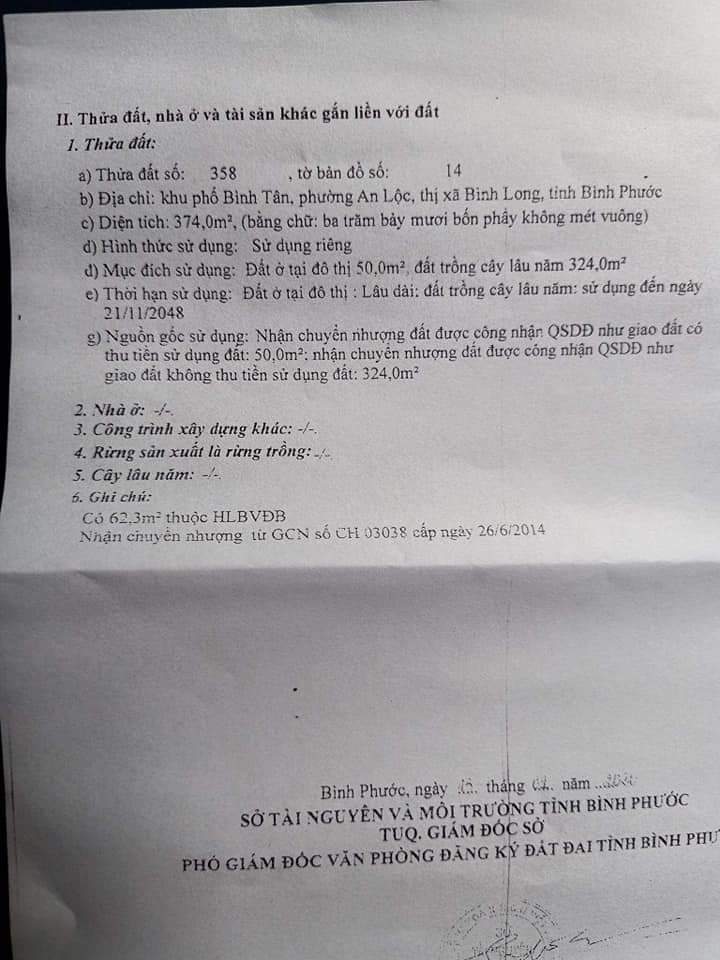 II. Thửa đất, nhà ở và tài sản khác gắn liền với đất
1. Thửa đất:
a) Thửa đất số: 358 , tờ bản đồ số: 14
b) Địa chỉ: khu phố Bình Tân, phường An Lộc, thị xã Bình Long, tỉnh Bình Phước
c) Diện tích: 374,0m², (bằng chữ: ba trăm bảy mươi bốn phẩy không mét vuông)
d) Hình thức sử dụng: Sử dụng riêng
đ) Mục đích sử dụng: Đất ở tại đô thị 50,0m², đất trồng cây lâu năm 324,0m²
e) Thời hạn sử dụng: Đất ở tại đô thị : Lâu dài; đất trồng cây lâu năm: sử dụng đến ngày
21/11/2048
g) Nguồn gốc sử dụng: Nhận chuyển nhượng đất được công nhận QSDĐ như giao đất có
thu tiền sử dụng đất: 50,0m²; nhận chuyển nhượng đất được công nhận QSDĐ như
giao đất không thu tiền sử dụng đất: 324,0m²
2. Nhà ở: -/-.
3. Công trình xây dựng khác: -/-.
4. Rừng sản xuất là rừng trồng: -/-.
5. Cây lâu năm: -/-.
6. Ghi chú:
Có 62,3m² thuộc HLBVĐB
Nhận chuyển nhượng từ GCN số CH 03038 cấp ngày 26/6/2014
Bình Phước, ngày tháng năm
SỞ TÀI NGUYÊN VÀ MÔI TRƯỜNG TỈNH BÌNH PHƯỚC
TUQ. GIÁM ĐỐC SỞ
PHÓ GIÁM ĐỐC VĂN PHÒNG ĐĂNG KÝ ĐẤT ĐAI TỈNH BÌNH PHƯ